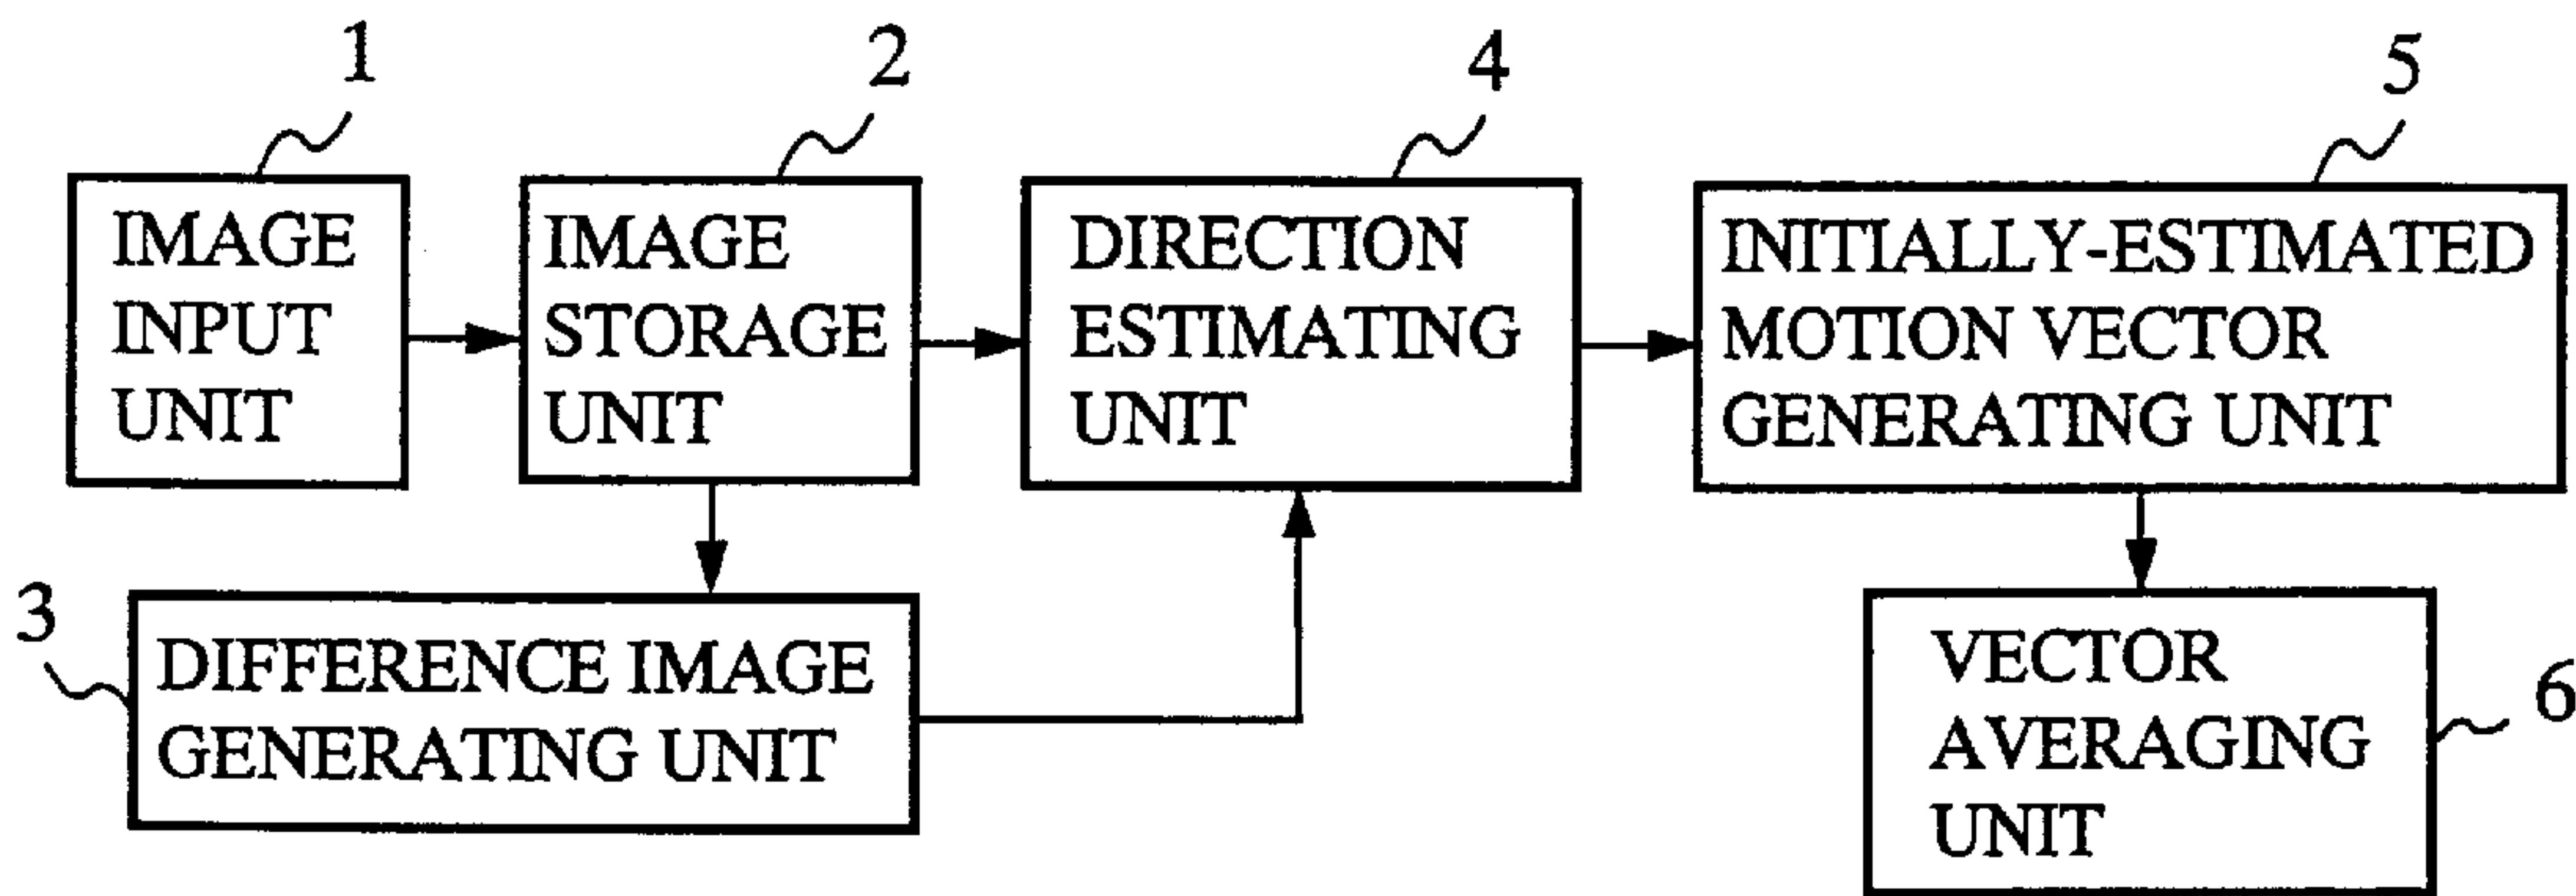 1
2
4
5
IMAGE
INPUT
UNIT
IMAGE
STORAGE
UNIT
DIRECTION
ESTIMATING
UNIT
INITIALLY-ESTIMATED
MOTION VECTOR
GENERATING UNIT
3
DIFFERENCE IMAGE
GENERATING UNIT
VECTOR
AVERAGING
UNIT
6